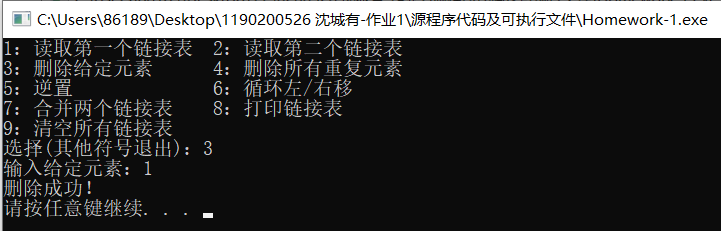 C:\Users\86189\Desktop\1190200526 沈城有-作业1\源程序代码及可执行文件\Homework-1.exe
1：读取第一个链接表 2：读取第二个链接表
3：删除给定元素 4：删除所有重复元素
5：逆置 6：循环左/右移
7：合并两个链接表 8：打印链接表
9：清空所有链接表
选择(其他符号退出)：3
输入给定元素：1
删除成功！
请按任意键继续. . .